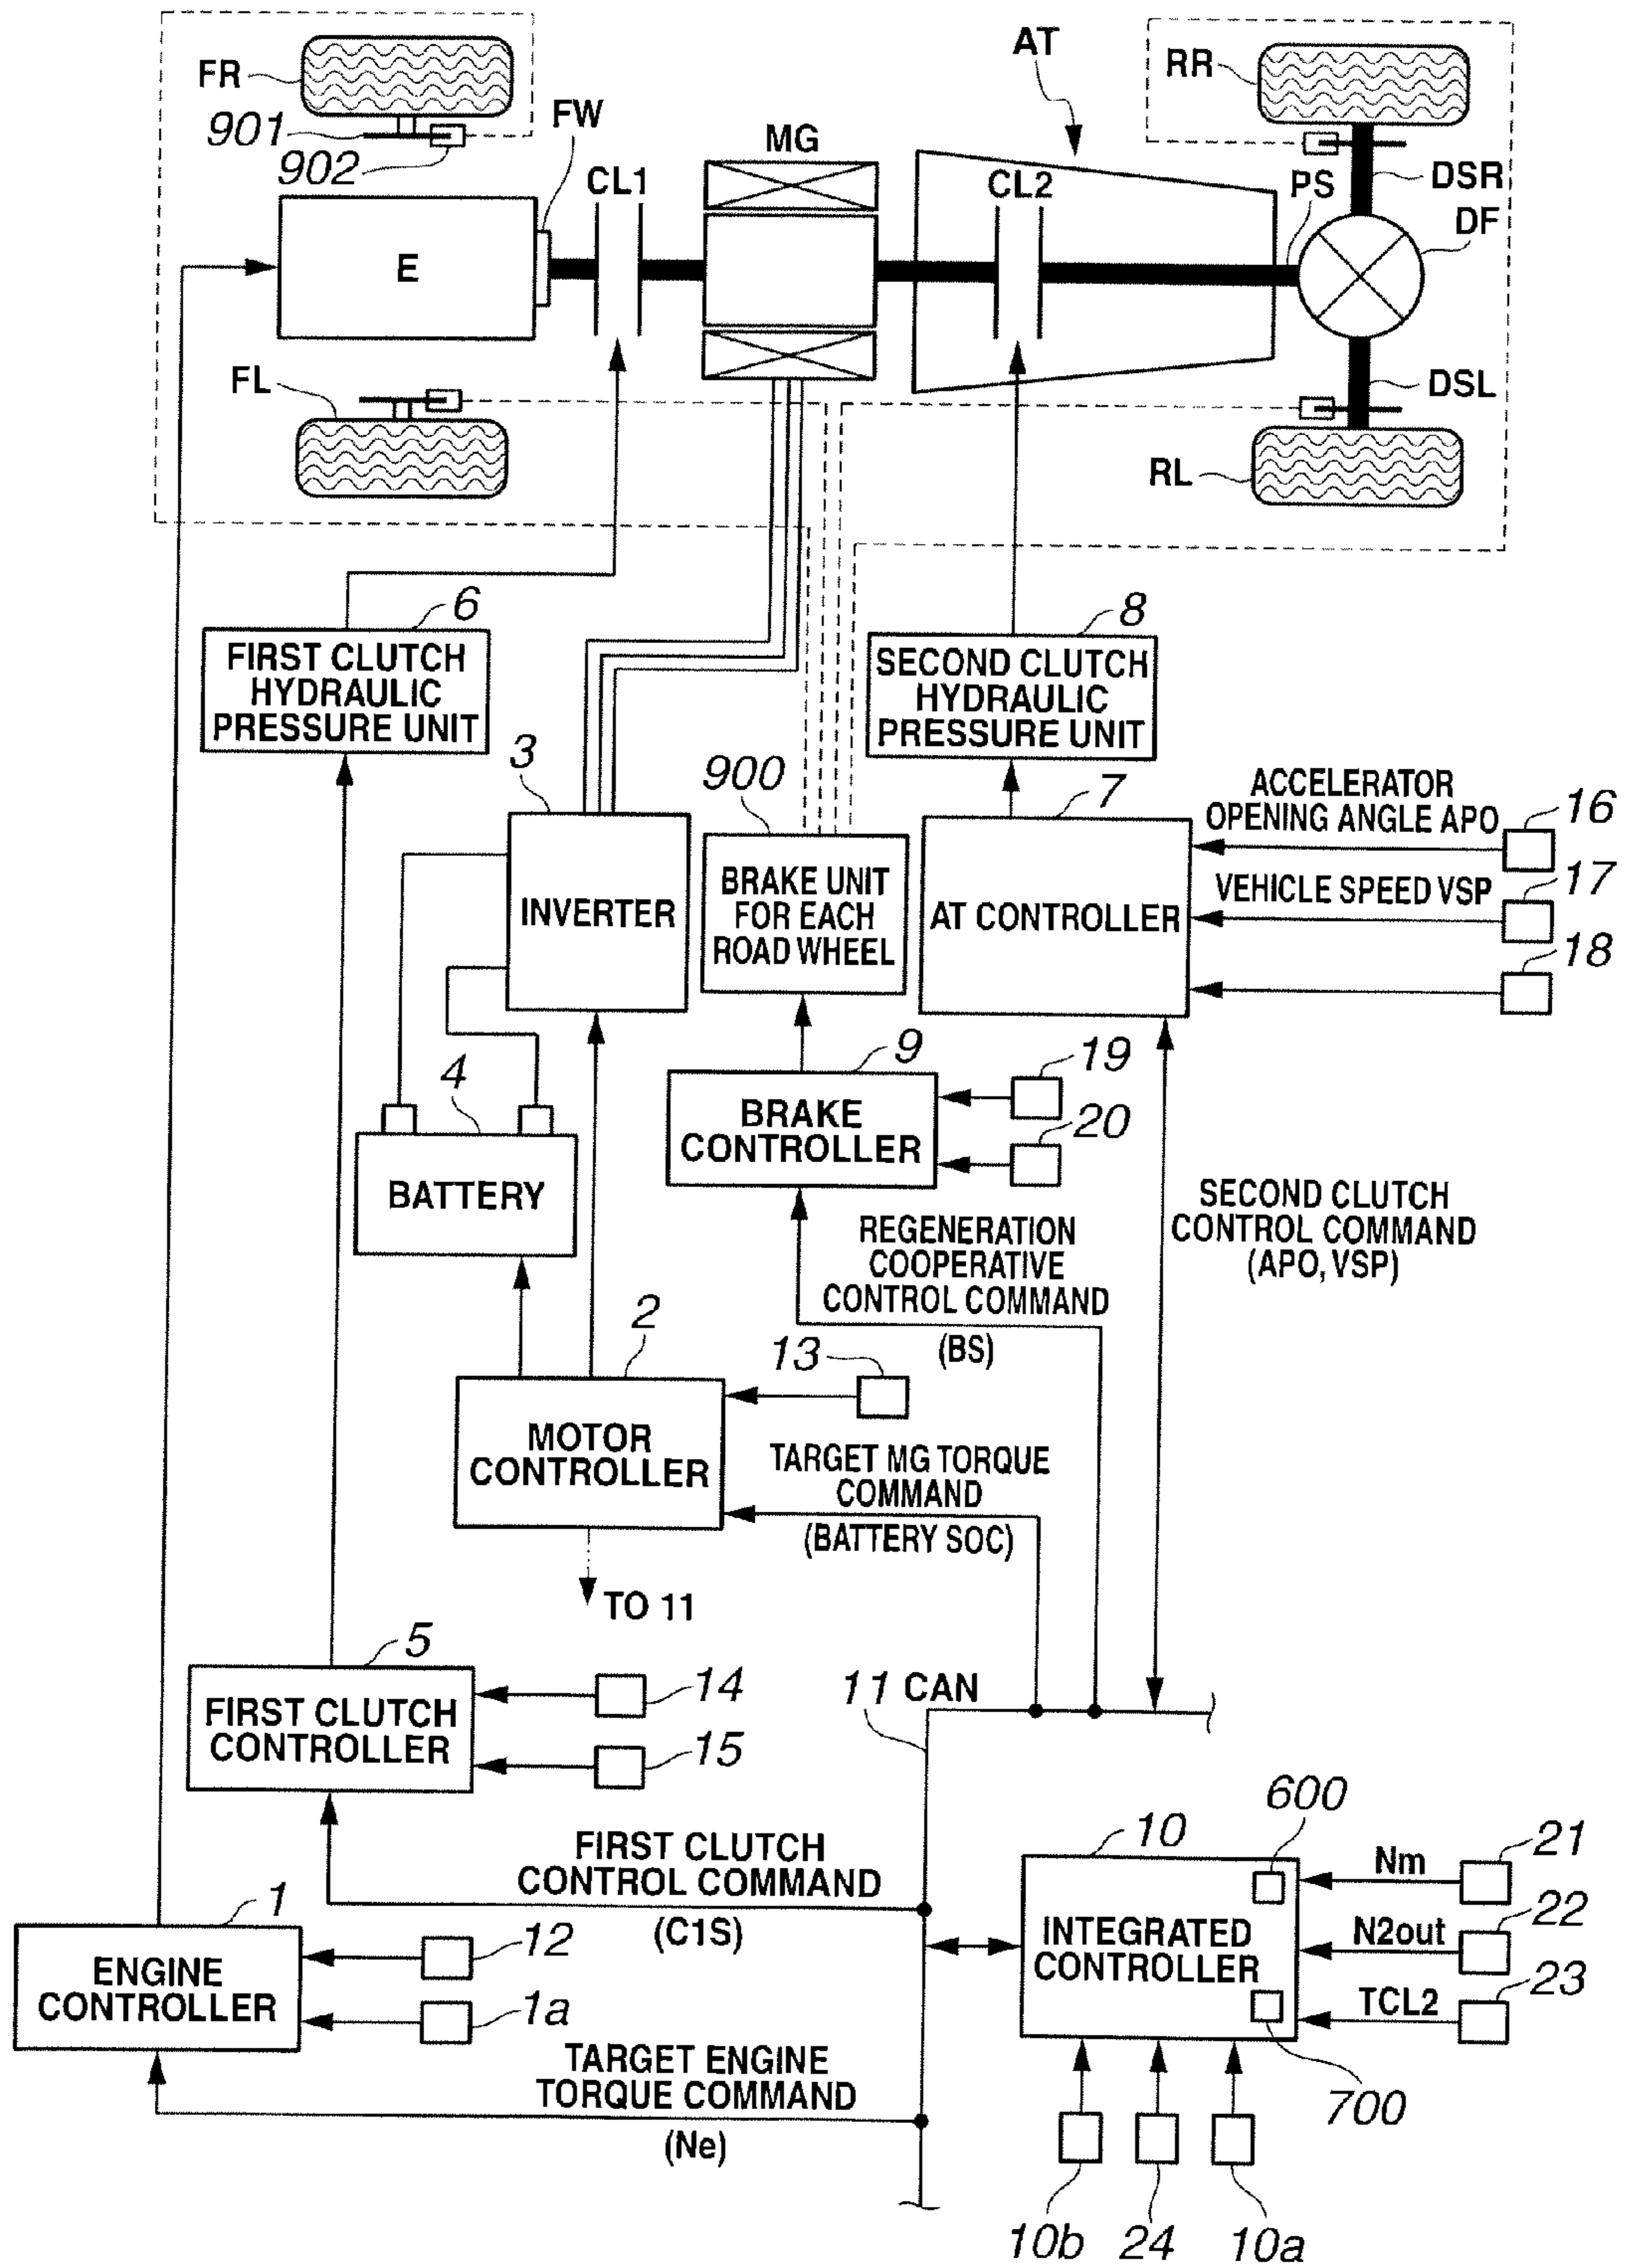 FR
901
902
FW
CL1
MG
AT
CL2
RR
PS
DSR
DF
E
FL
DSL
RL
6
FIRST CLUTCH
HYDRAULIC
PRESSURE UNIT
8
SECOND CLUTCH
HYDRAULIC
PRESSURE UNIT
3
INVERTER
900
BRAKE UNIT
FOR EACH
ROAD WHEEL
7
AT CONTROLLER
ACCELERATOR
OPENING ANGLE APO
16
VEHICLE SPEED VSP
17
18
4
BATTERY
9
BRAKE
CONTROLLER
19
20
REGENERATION
COOPERATIVE
CONTROL COMMAND
(BS)
SECOND CLUTCH
CONTROL COMMAND
(APO, VSP)
2
MOTOR
CONTROLLER
13
TARGET MG TORQUE
COMMAND
(BATTERY SOC)
TO 11
5
FIRST CLUTCH
CONTROLLER
14
15
11 CAN
FIRST CLUTCH
CONTROL COMMAND
(C1S)
10
INTEGRATED
CONTROLLER
600
700
Nm
21
N2out
22
TCL2
23
1
ENGINE
CONTROLLER
12
1a
TARGET ENGINE
TORQUE COMMAND
(Ne)
10b
24
10a